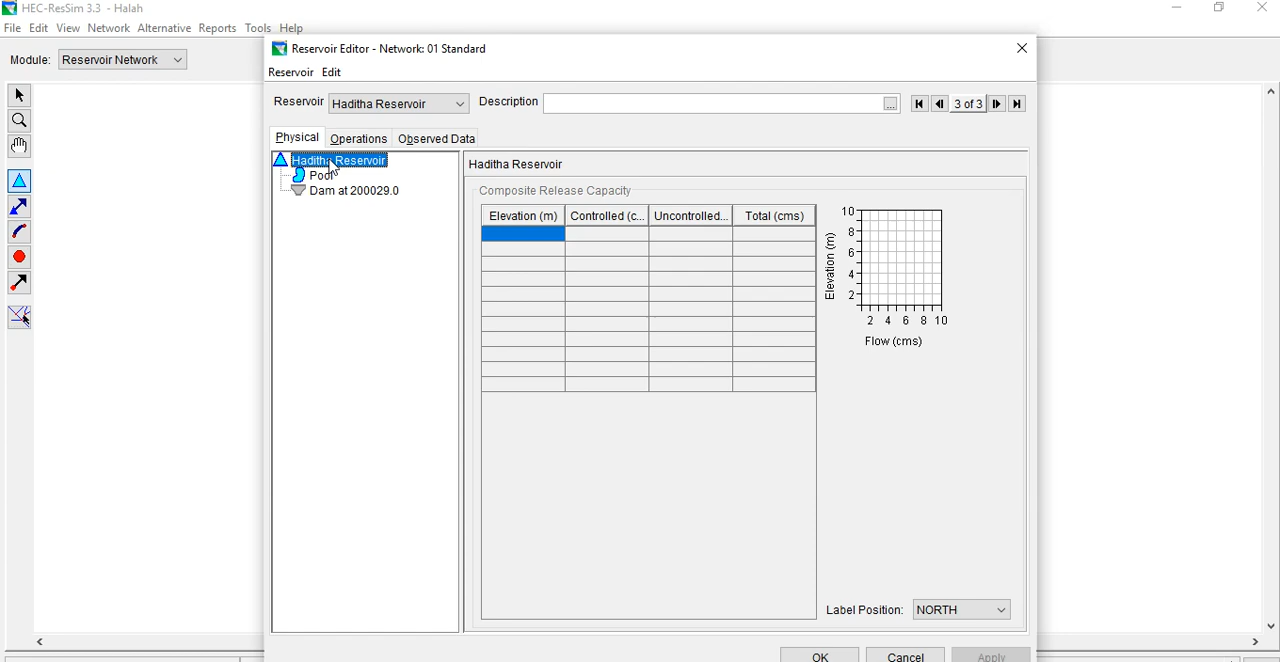 HEC-ResSim 3.3 - Halah
File Edit View Network Alternative Reports Tools Help
Module: Reservoir Network
Reservoir Editor - Network: 01 Standard
Reservoir Edit
Reservoir Haditha Reservoir Description ... 3 of 3
Physical Operations Observed Data
Haditha Reservoir
Pool
Dam at 200029.0
Haditha Reservoir
Composite Release Capacity
Elevation (m) Controlled (c... Uncontrolled... Total (cms)
10
8
6
4
2
Elevation (m)
2 4 6 8 10
Flow (cms)
Label Position: NORTH
OK Cancel Apply